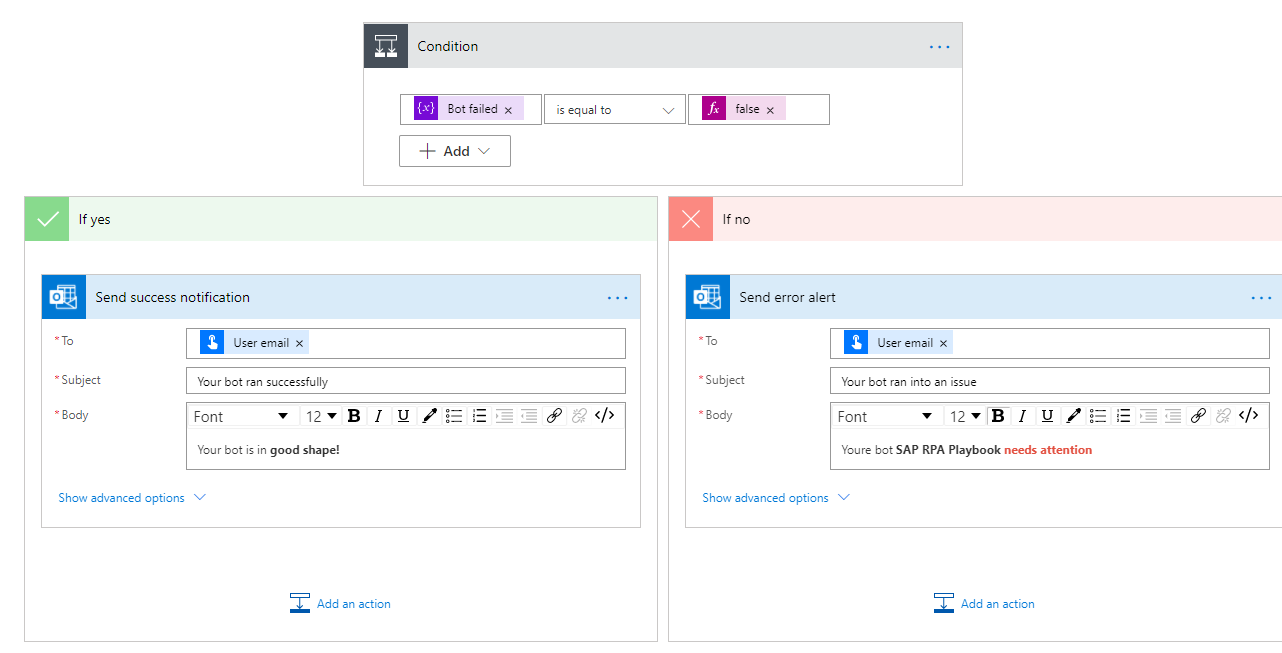 Condition
{x} Bot failed × is equal to fx false ×
Add
If yes
Send success notification
*To User email ×
*Subject Your bot ran successfully
*Body Font 12 B I U </>
Your bot is in good shape!
Show advanced options
Add an action
If no
Send error alert
*To User email ×
*Subject Your bot ran into an issue
*Body Font 12 B I U </>
Youre bot SAP RPA Playbook needs attention
Show advanced options
Add an action